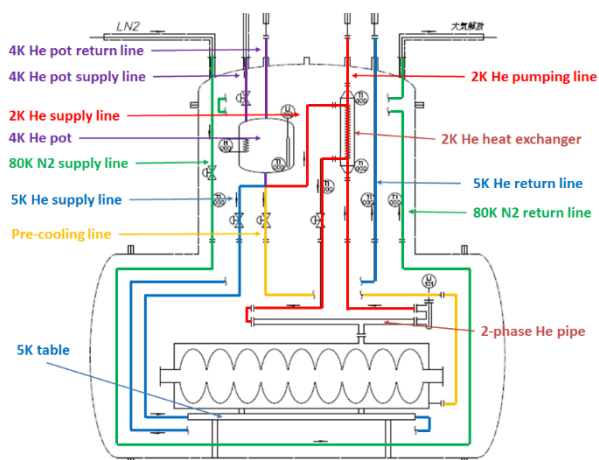 LN2
大気解放
4K He pot return line
4K He pot supply line
2K He supply line
4K He pot
80K N2 supply line
5K He supply line
Pre-cooling line
5K table
2K He pumping line
2K He heat exchanger
5K He return line
80K N2 return line
2-phase He pipe